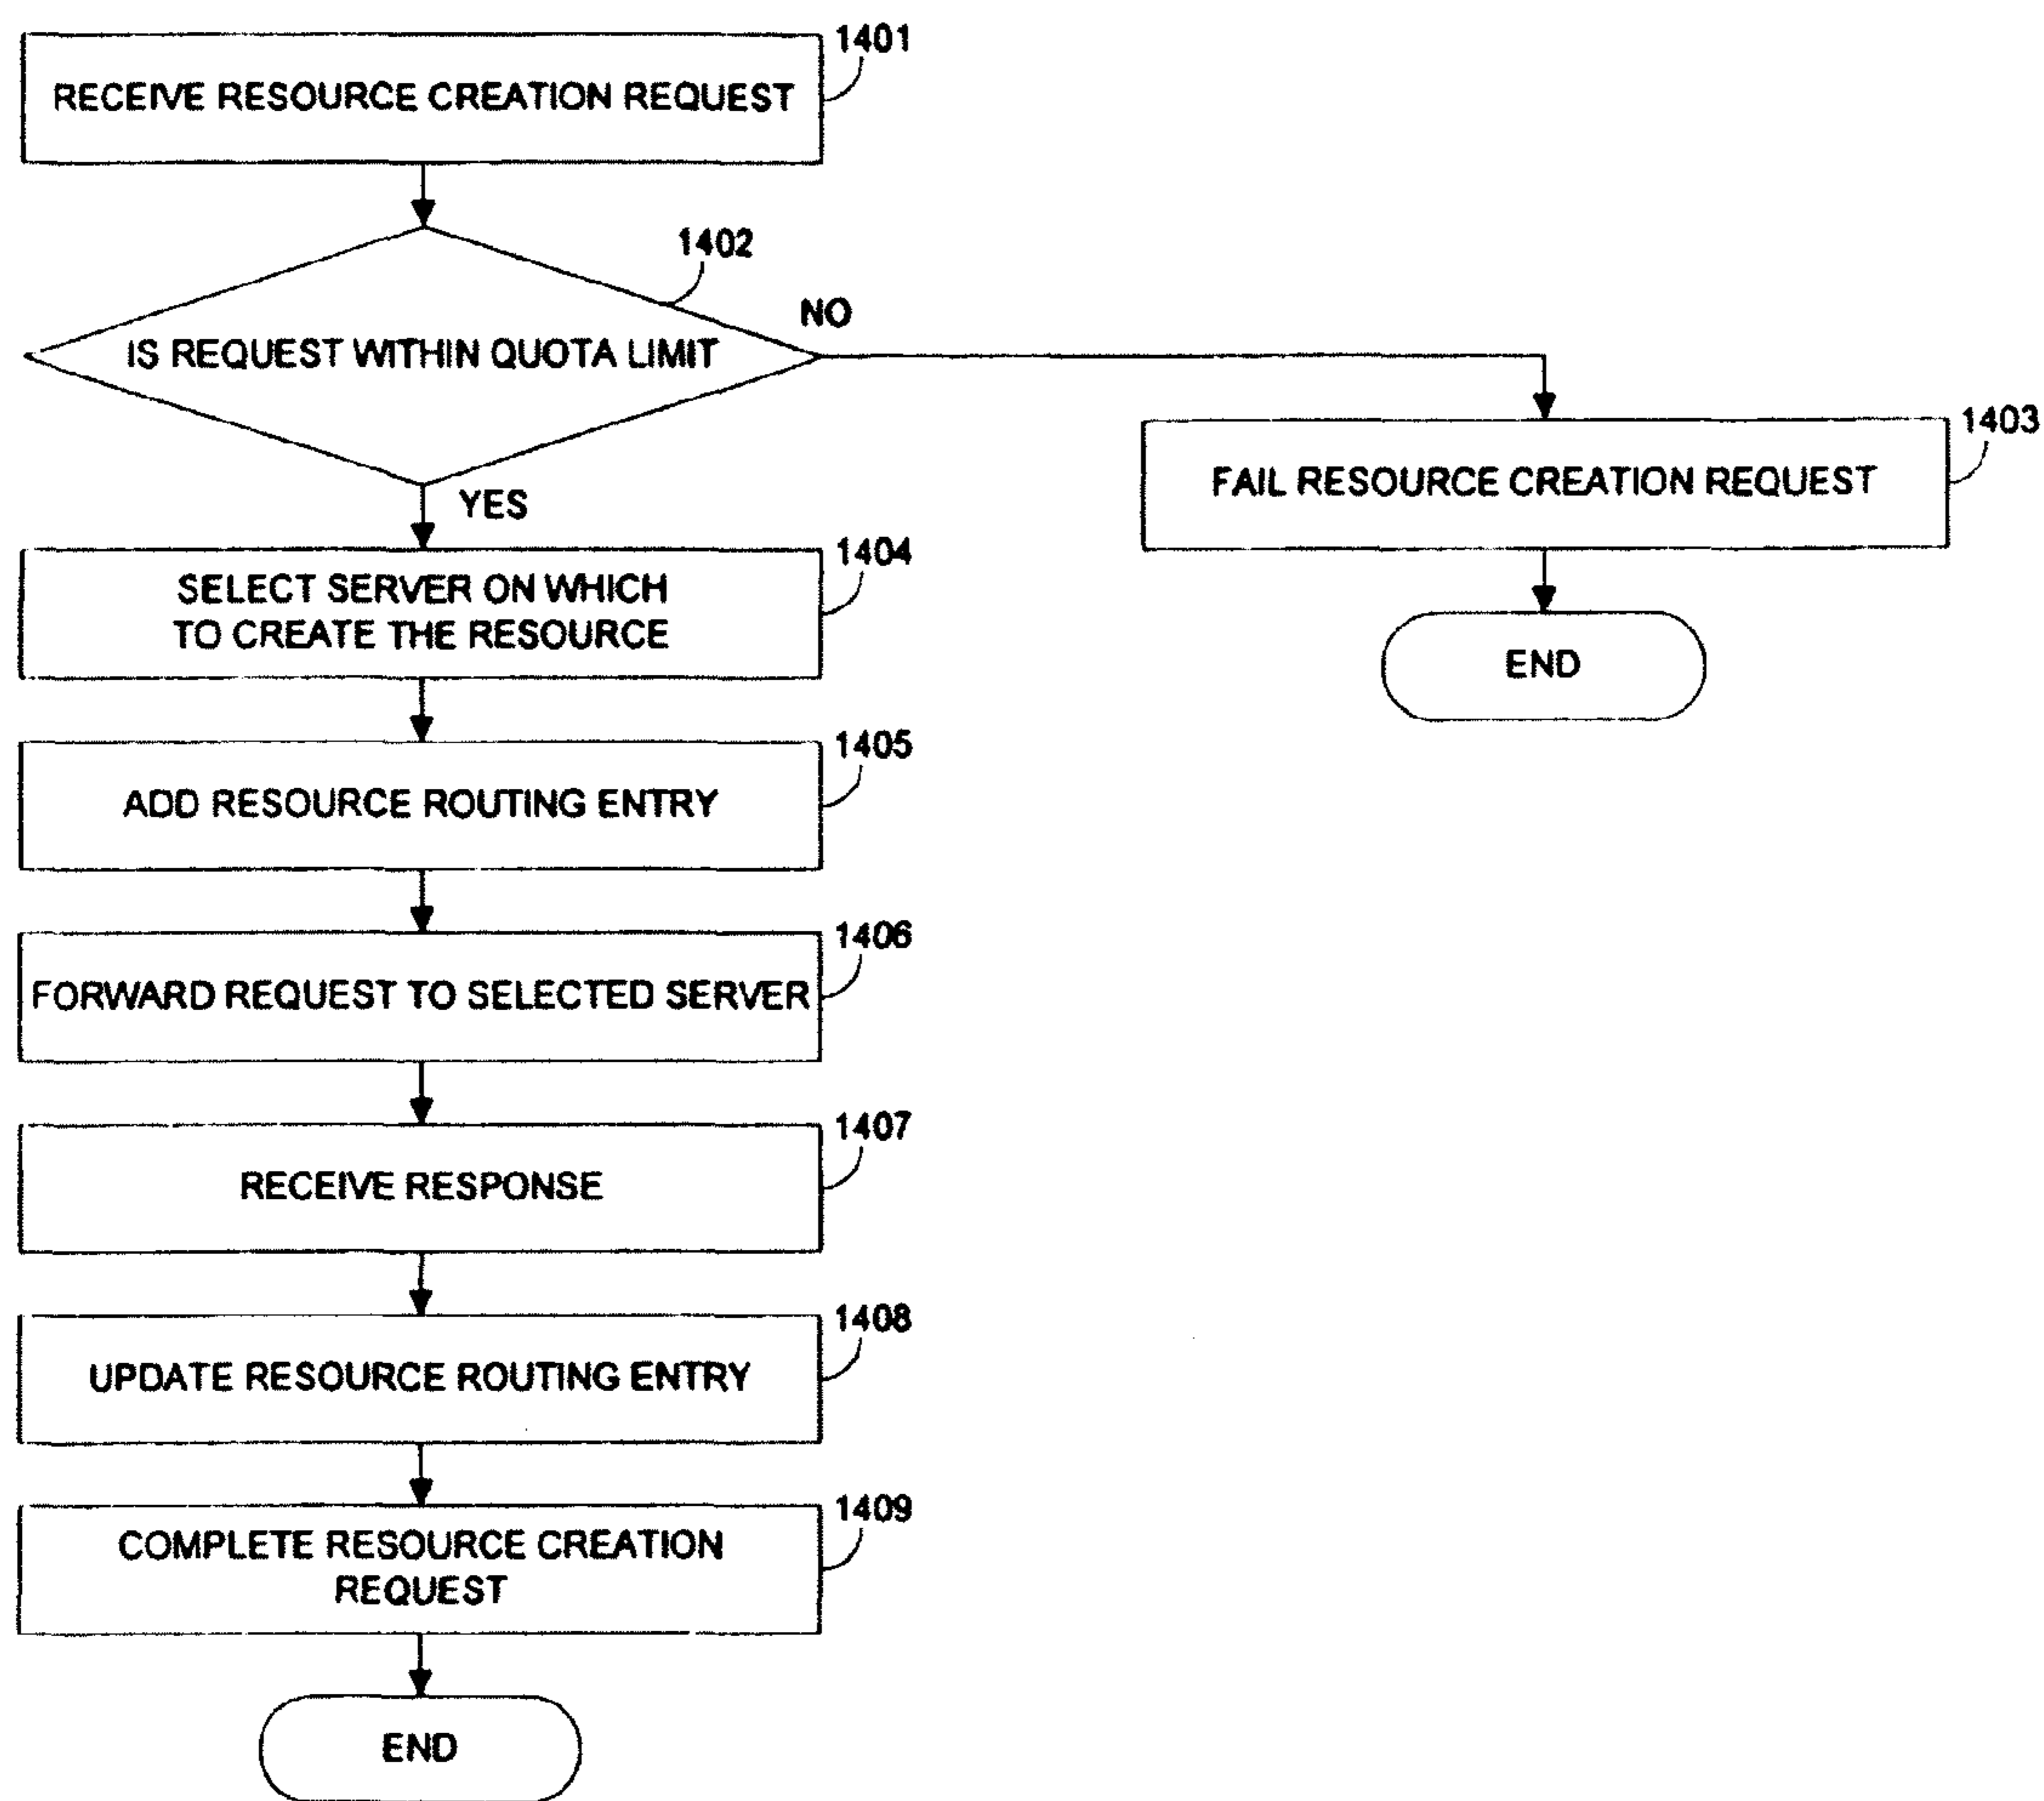 1401
RECEIVE RESOURCE CREATION REQUEST
1402
IS REQUEST WITHIN QUOTA LIMIT
NO
YES
1403
FAIL RESOURCE CREATION REQUEST
END
1404
SELECT SERVER ON WHICH
TO CREATE THE RESOURCE
1405
ADD RESOURCE ROUTING ENTRY
1406
FORWARD REQUEST TO SELECTED SERVER
1407
RECEIVE RESPONSE
1408
UPDATE RESOURCE ROUTING ENTRY
1409
COMPLETE RESOURCE CREATION
REQUEST
END